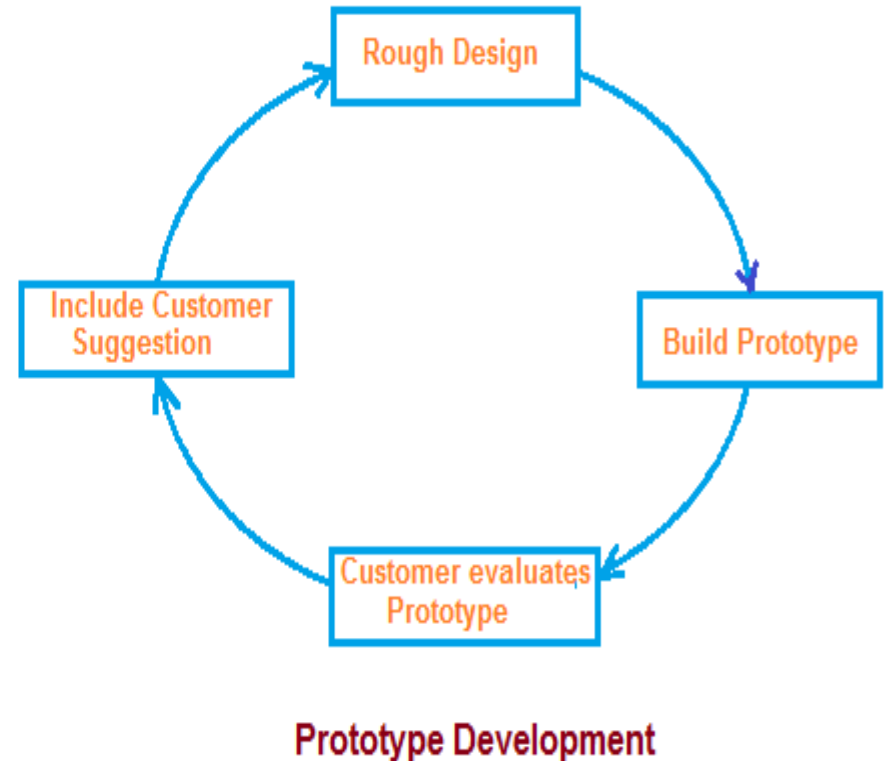 Rough Design
Include Customer
Suggestion
Build Prototype
Customer evaluates
Prototype
Prototype Development